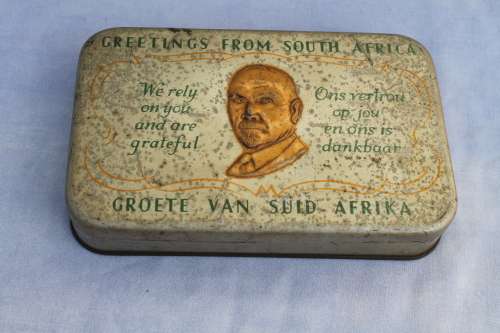 GREETINGS FROM SOUTH AFRICA
We rely
on you
and are
grateful
Ons vertrou
op jou
en ons is
dankbaar
GROETE VAN SUID AFRIKA